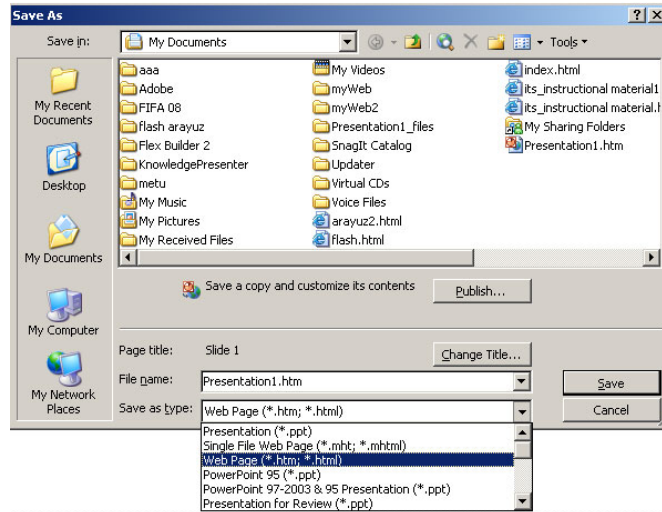 Save As
Save in:
My Documents
Tools
My Recent
Documents
Desktop
My Documents
My Computer
My Network
Places
aaa
Adobe
FIFA 08
flash arayuz
Flex Builder 2
KnowledgePresenter
metu
My Music
My Pictures
My Received Files
My Videos
myWeb
myWeb2
Presentation1_files
SnagIt Catalog
Updater
Virtual CDs
Voice Files
arayuz2.html
flash.html
index.html
its_instructional material1
its_instructional material.
My Sharing Folders
Presentation1.htm
Save a copy and customize its contents
Publish...
Page title: Slide 1
Change Title...
File name: Presentation1.htm
Save
Save as type: Web Page (*.htm; *.html)
Cancel
Presentation (*.ppt)
Single File Web Page (*.mht; *.mhtml)
Web Page (*.htm; *.html)
PowerPoint 95 (*.ppt)
PowerPoint 97-2003 & 95 Presentation (*.ppt)
Presentation for Review (*.ppt)